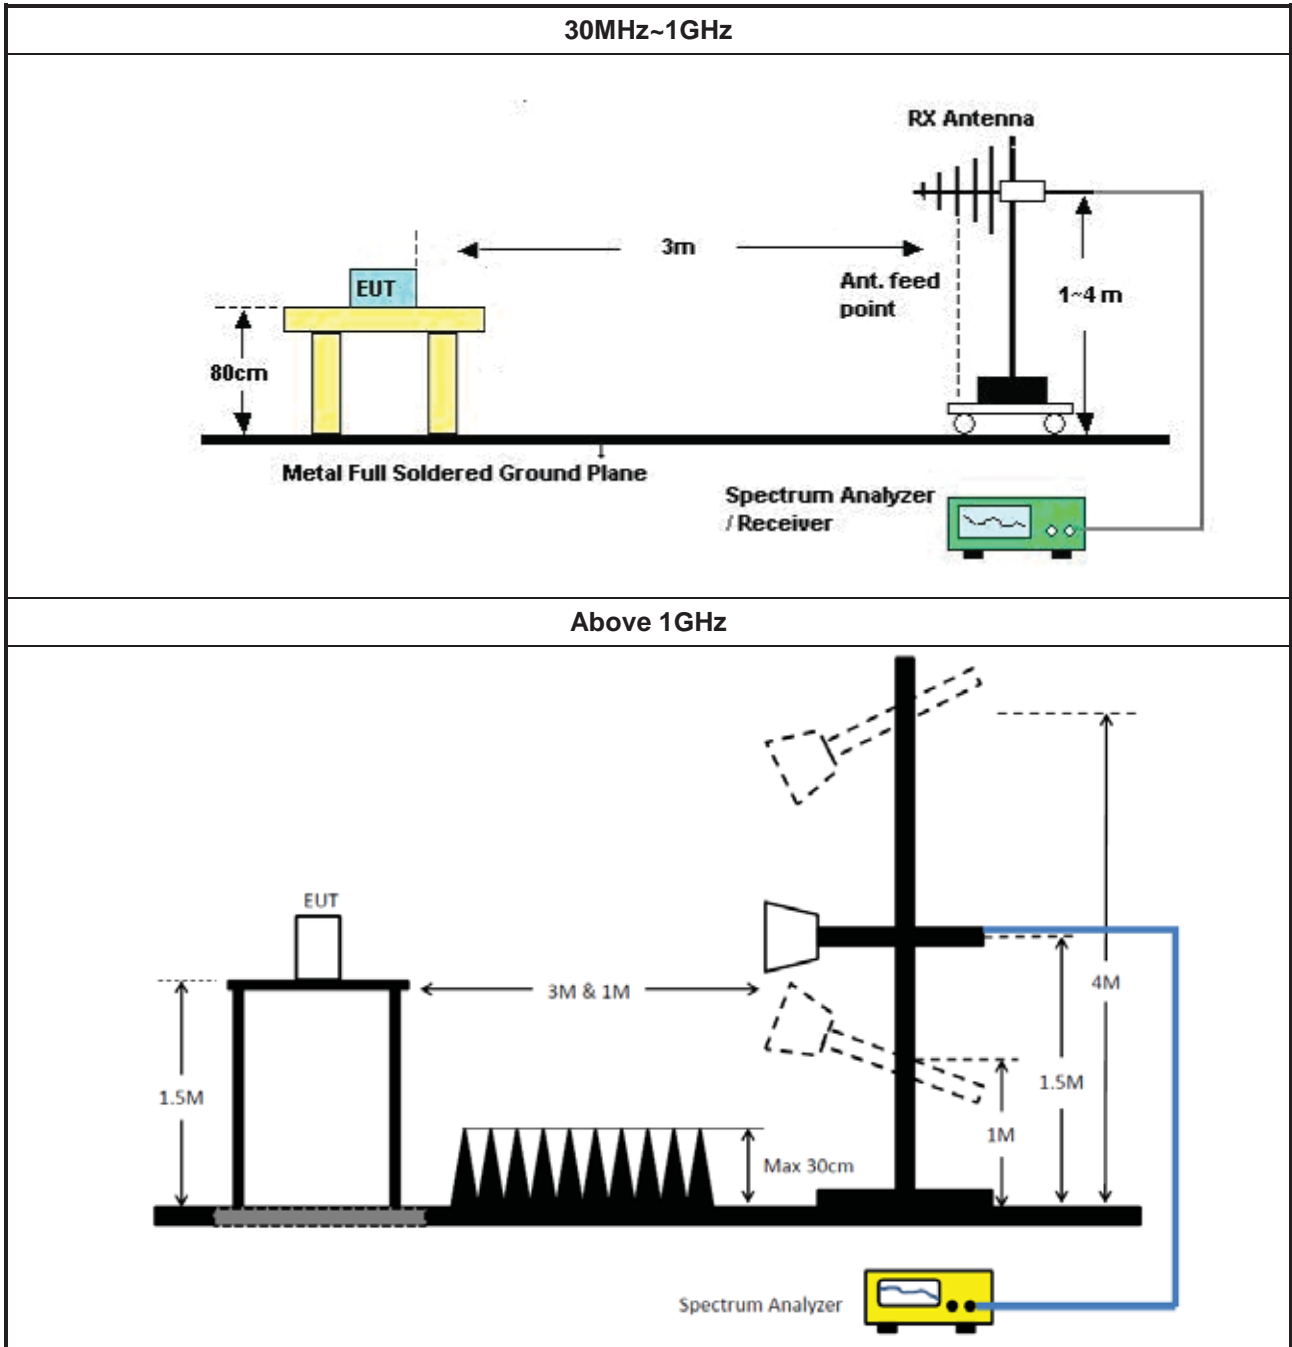 30MHz~1GHz
RX Antenna
3m
EUT
Ant. feed
point
1~4 m
80cm
Metal Full Soldered Ground Plane
Spectrum Analyzer
/ Receiver
Above 1GHz
EUT
3M & 1M
4M
1.5M
1.5M
1M
Max 30cm
Spectrum Analyzer